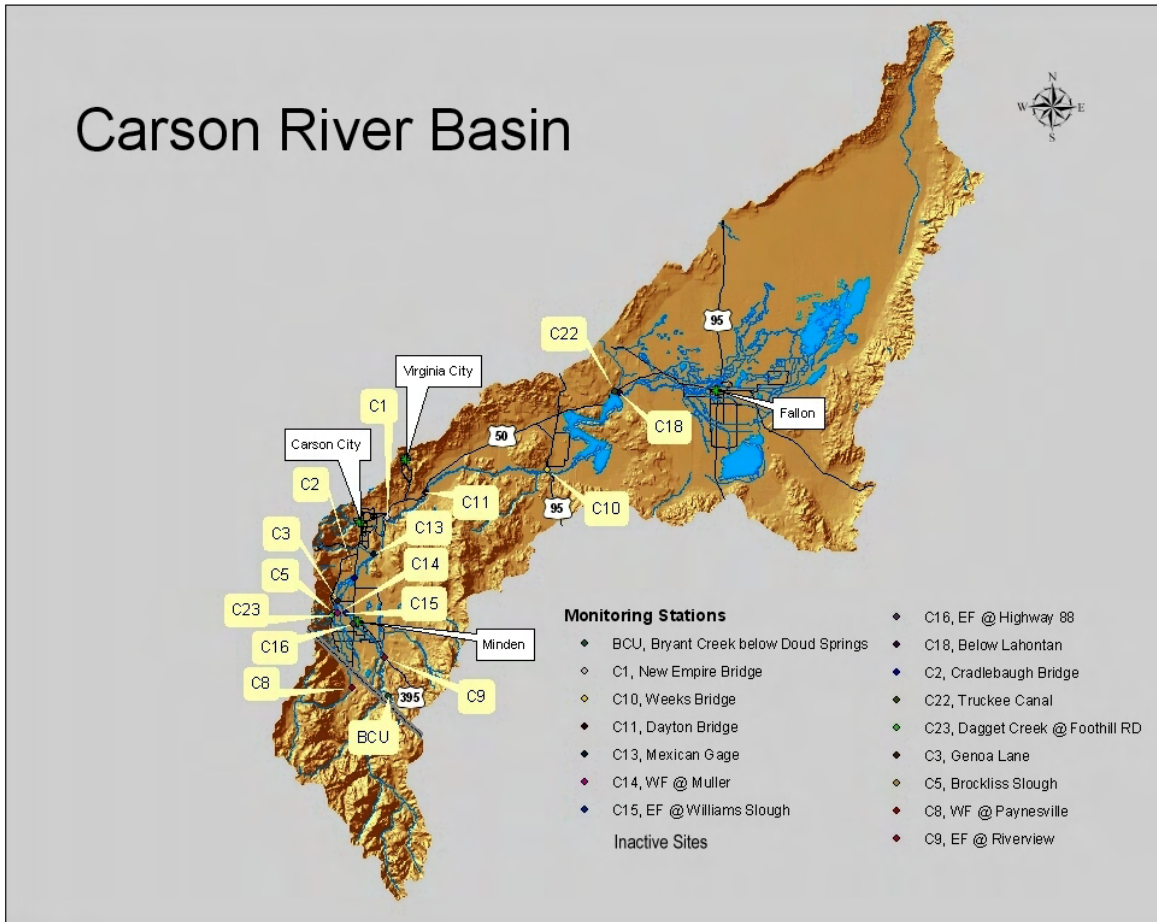 Carson River Basin
N
W
E
S
95
C22
Virginia City
C1
Fallon
50
C18
Carson City
C2
C11
C10
95
C3
C13
C5
C14
C23
C15
C16
Minden
C8
C9
395
BCU
Monitoring Stations
BCU, Bryant Creek below Doud Springs
C1, New Empire Bridge
C10, Weeks Bridge
C11, Dayton Bridge
C13, Mexican Gage
C14, WF @ Muller
C15, EF @ Williams Slough
Inactive Sites
C16, EF @ Highway 88
C18, Below Lahontan
C2, Cradlebaugh Bridge
C22, Truckee Canal
C23, Dagget Creek @ Foothill RD
C3, Genoa Lane
C5, Brockliss Slough
C8, WF @ Paynesville
C9, EF @ Riverview